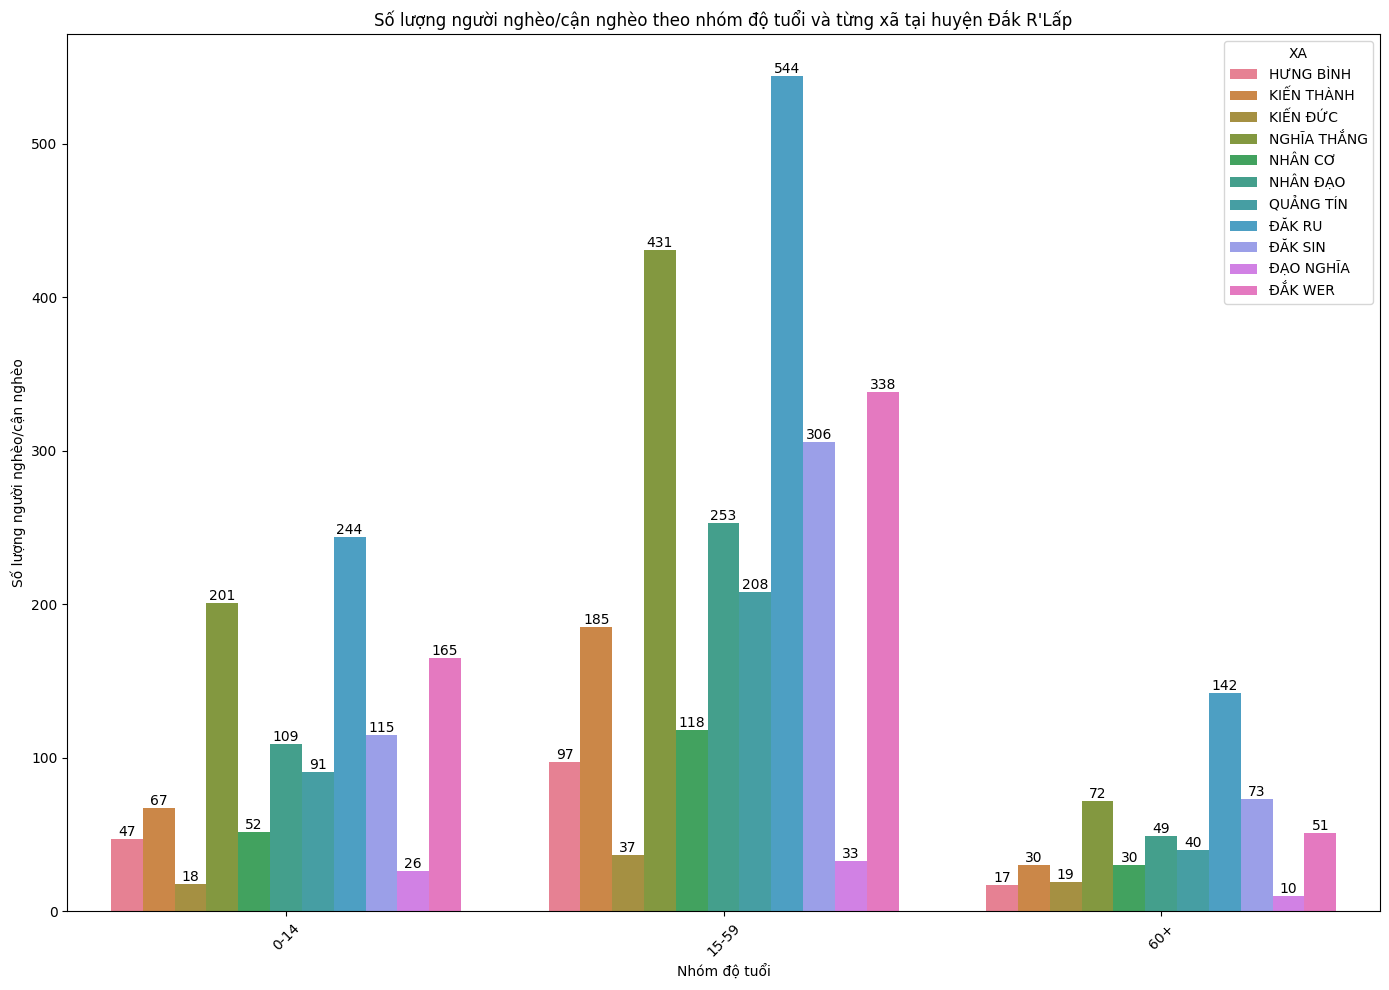 Số lượng người nghèo/cận nghèo theo nhóm độ tuổi và từng xã tại huyện Đắk R'Lấp
XA
HƯNG BÌNH
KIẾN THÀNH
KIẾN ĐỨC
NGHĨA THẮNG
NHÂN CƠ
NHÂN ĐẠO
QUẢNG TÍN
ĐĂK RU
ĐĂK SIN
ĐẠO NGHĨA
ĐẮK WER
Số lượng người nghèo/cận nghèo
500
400
300
200
100
0
47
67
18
201
52
109
91
244
115
26
165
97
185
37
431
118
253
208
544
306
33
338
17
30
19
72
30
49
40
142
73
10
51
0-14
15-59
60+
Nhóm độ tuổi